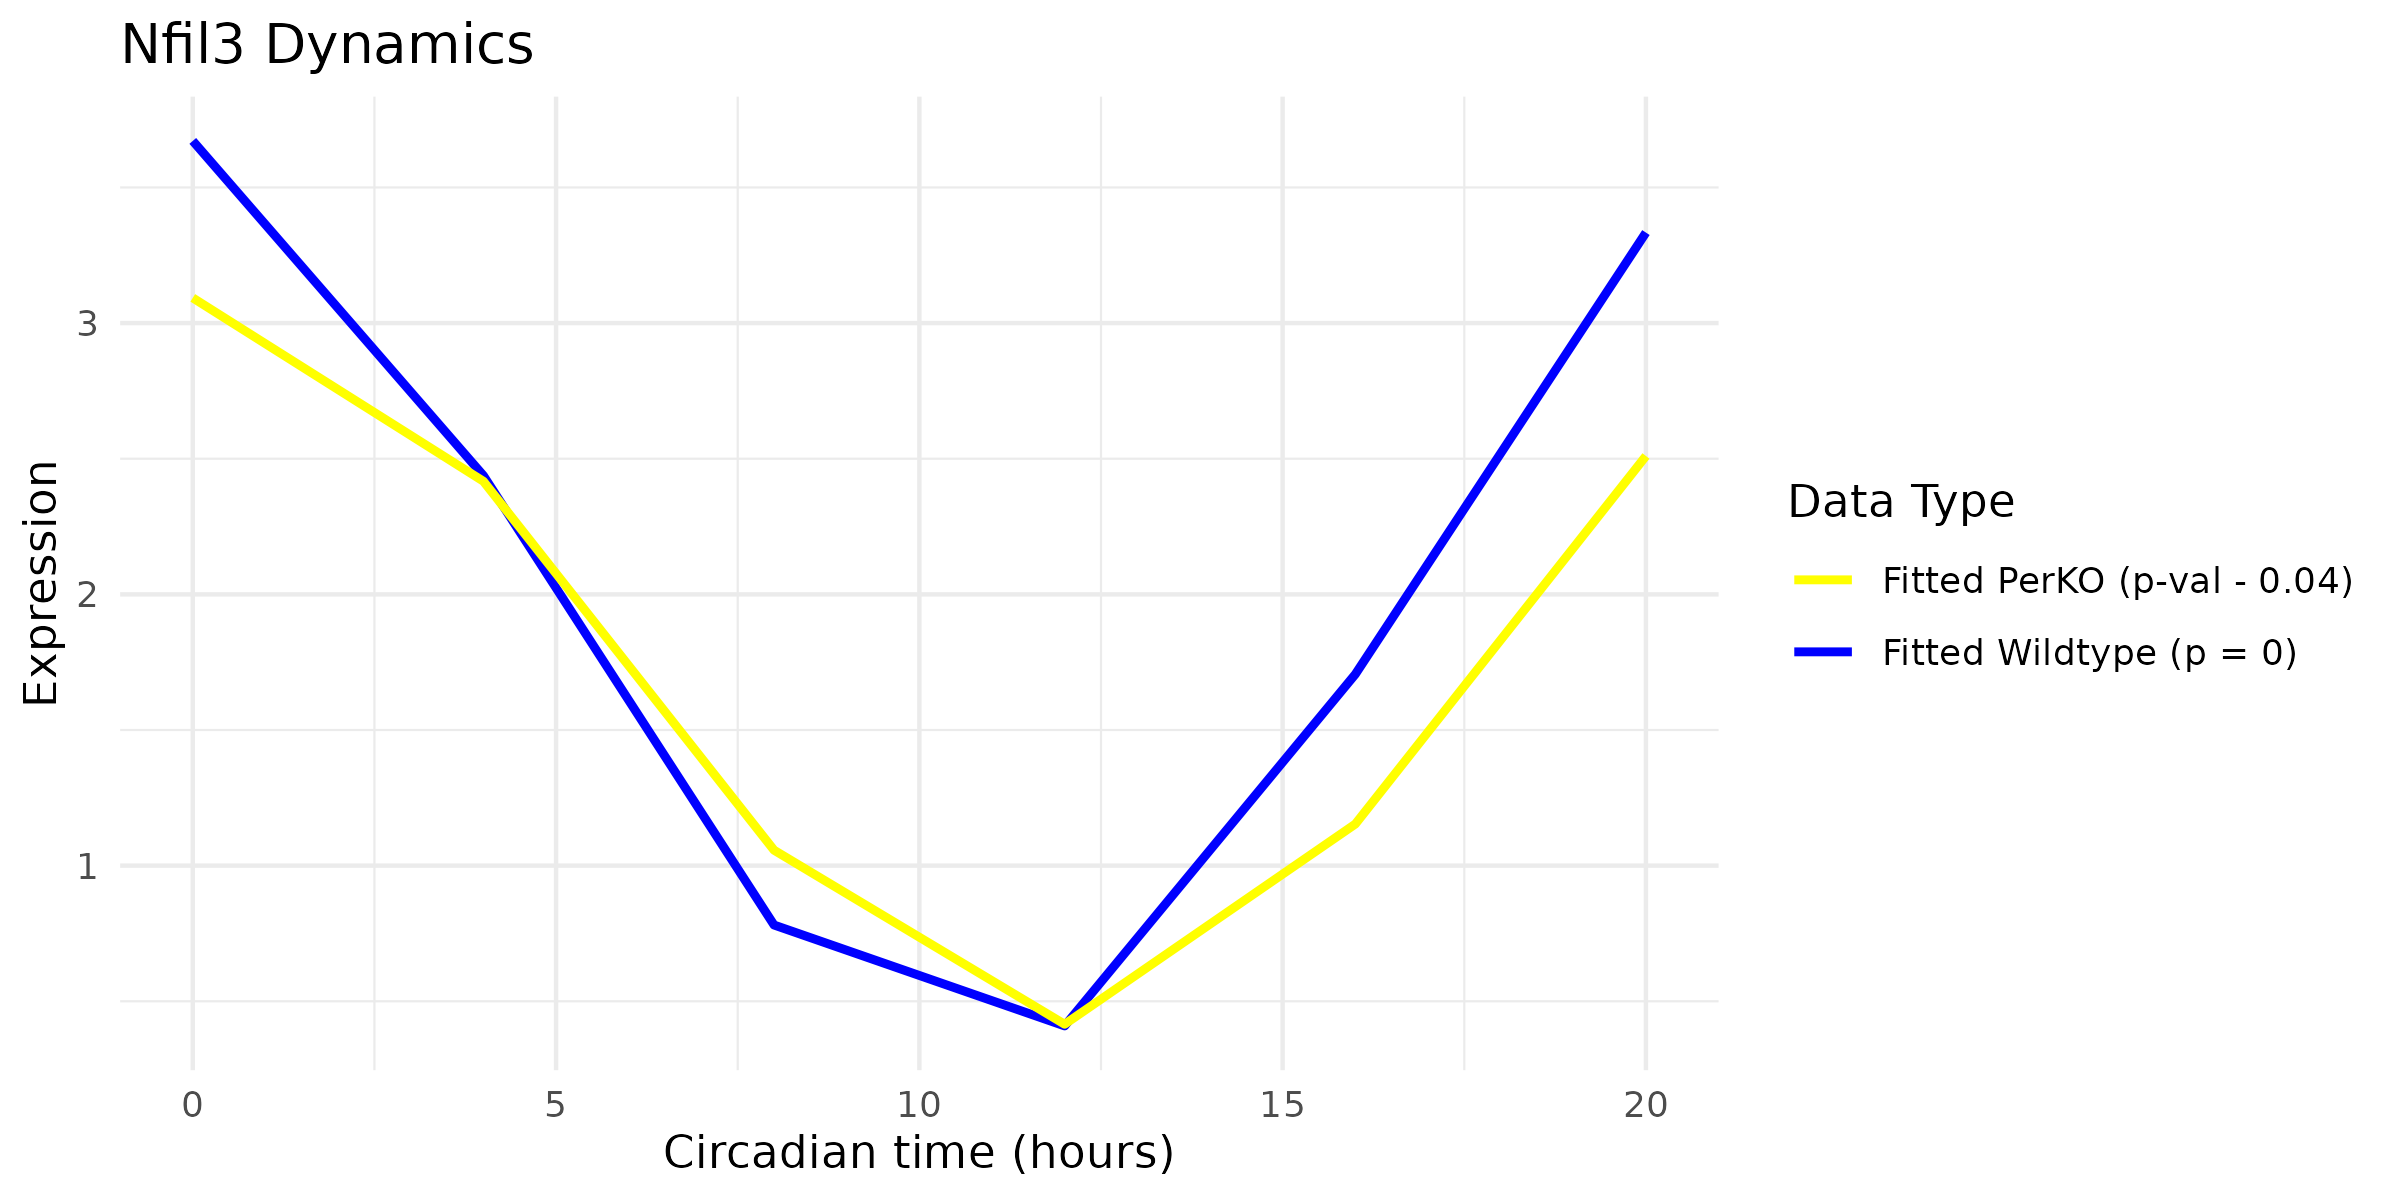 Nfil3 Dynamics
3
2
1
Expression
0 5 10 15 20
Circadian time (hours)
Data Type
Fitted PerKO (p-val - 0.04)
Fitted Wildtype (p = 0)